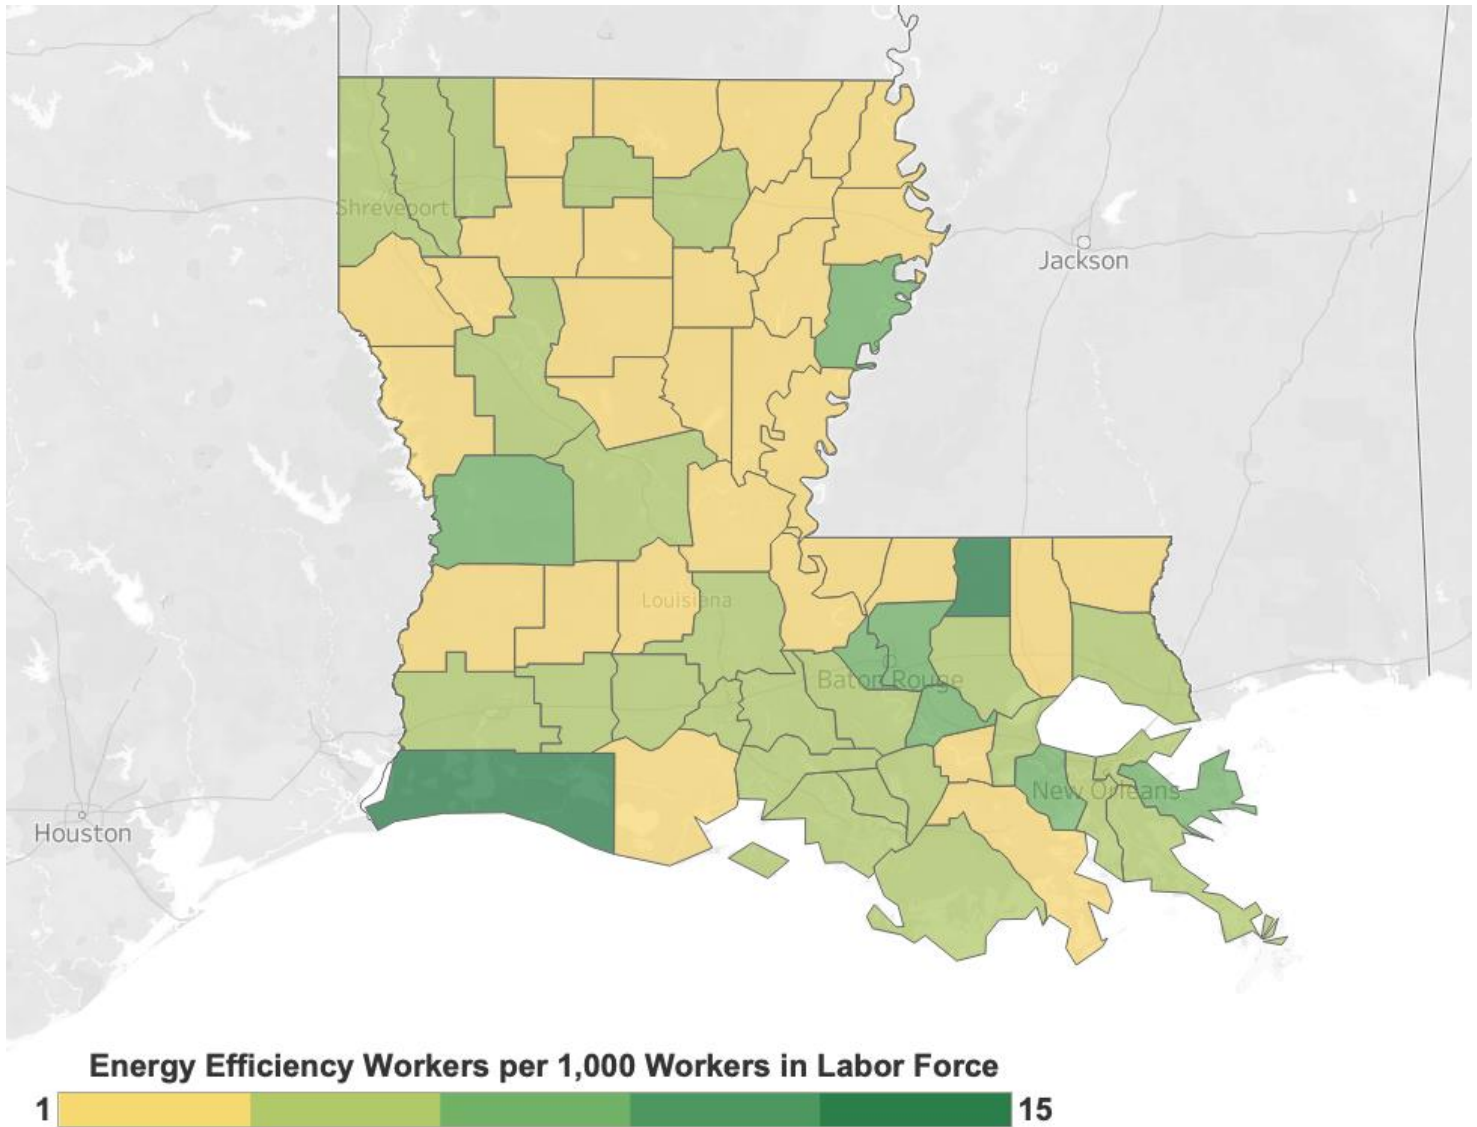 Shreveport
Jackson
Louisiana
Baton Rouge
New Orleans
Houston
Energy Efficiency Workers per 1,000 Workers in Labor Force
1 15